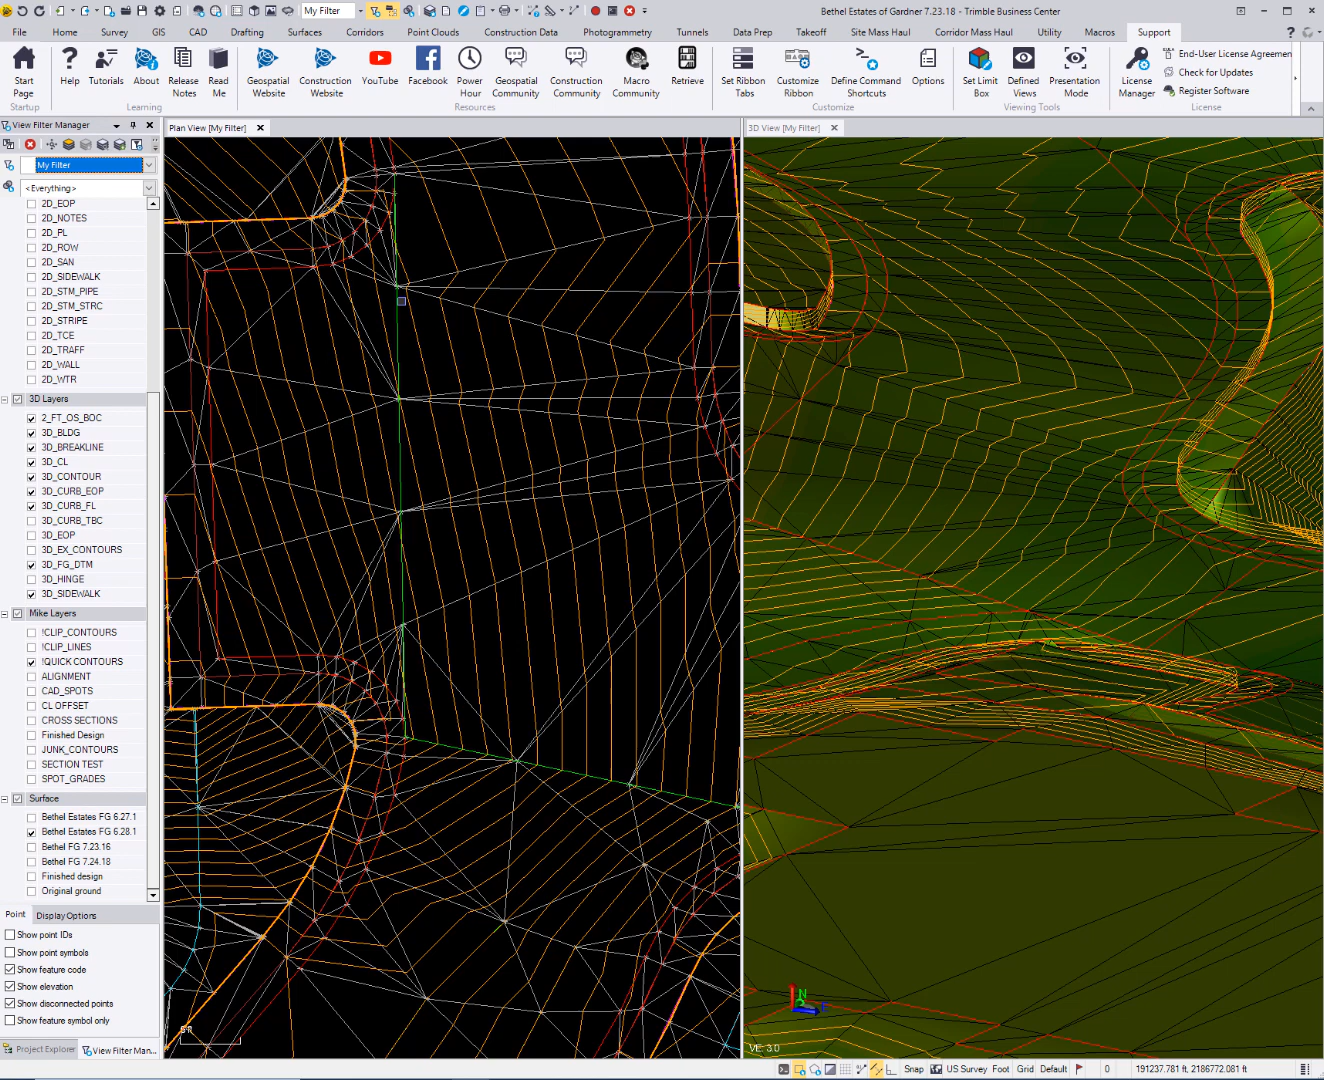 My Filter
Bethel Estates of Gardner 7.23.18 - Trimble Business Center
File Home Survey GIS CAD Drafting Surfaces Corridors Point Clouds Construction Data Photogrammetry Tunnels Data Prep Takeoff Site Mass Haul Corridor Mass Haul Utility Macros Support
Start Page
Help
Tutorials
About
Release Notes
Read Me
Geospatial Website
Construction Website
YouTube
Facebook
Power Hour
Geospatial Community
Construction Community
Macro Community
Retrieve
Set Ribbon Tabs
Customize Ribbon
Define Command Shortcuts
Options
Set Limit Box
Defined Views
Presentation Mode
License Manager
End-User License Agreemen
Check for Updates
Register Software
Startup Learning Resources Customize Viewing Tools License
View Filter Manager
Plan View [My Filter]
3D View [My Filter]
My Filter
<Everything>
2D_EOP
2D_NOTES
2D_PL
2D_ROW
2D_SAN
2D_SIDEWALK
2D_STM_PIPE
2D_STM_STRC
2D_STRIPE
2D_TCE
2D_TRAFF
2D_WALL
2D_WTR
3D Layers
2_FT_OS_BOC
3D_BLDG
3D_BREAKLINE
3D_CL
3D_CONTOUR
3D_CURB_EOP
3D_CURB_FL
3D_CURB_TBC
3D_EOP
3D_EX_CONTOURS
3D_FG_DTM
3D_HINGE
3D_SIDEWALK
Mike Layers
!CLIP_CONTOURS
!CLIP_LINES
!QUICK CONTOURS
ALIGNMENT
CAD_SPOTS
CL OFFSET
CROSS SECTIONS
Finished Design
JUNK_CONTOURS
SECTION TEST
SPOT_GRADES
Surface
Bethel Estates FG 6.27.1
Bethel Estates FG 6.28.1
Bethel FG 7.23.16
Bethel FG 7.24.18
Finished design
Original ground
Point Display Options
Show point IDs
Show point symbols
Show feature code
Show elevation
Show disconnected points
Show feature symbol only
Project Explorer
View Filter Man...
N
E
VE: 3.0
Snap US Survey Foot Grid Default 0 191237.781 ft, 2186772.081 ft